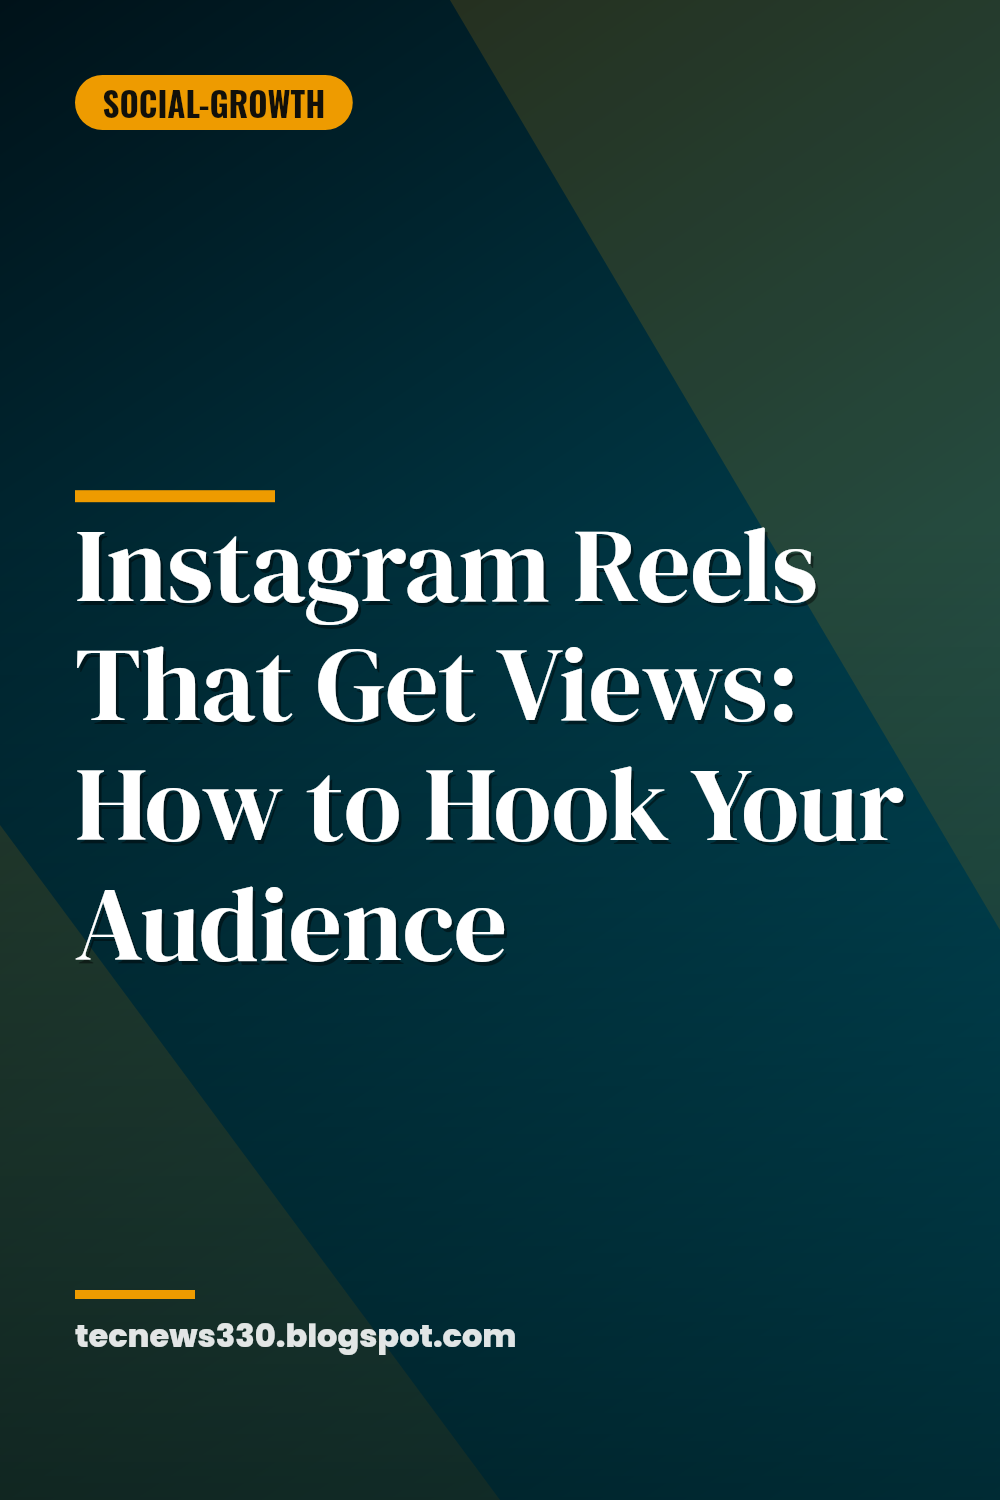 SOCIAL-GROWTH
Instagram Reels
That Get Views:
How to Hook Your
Audience
tecnews330.blogspot.com